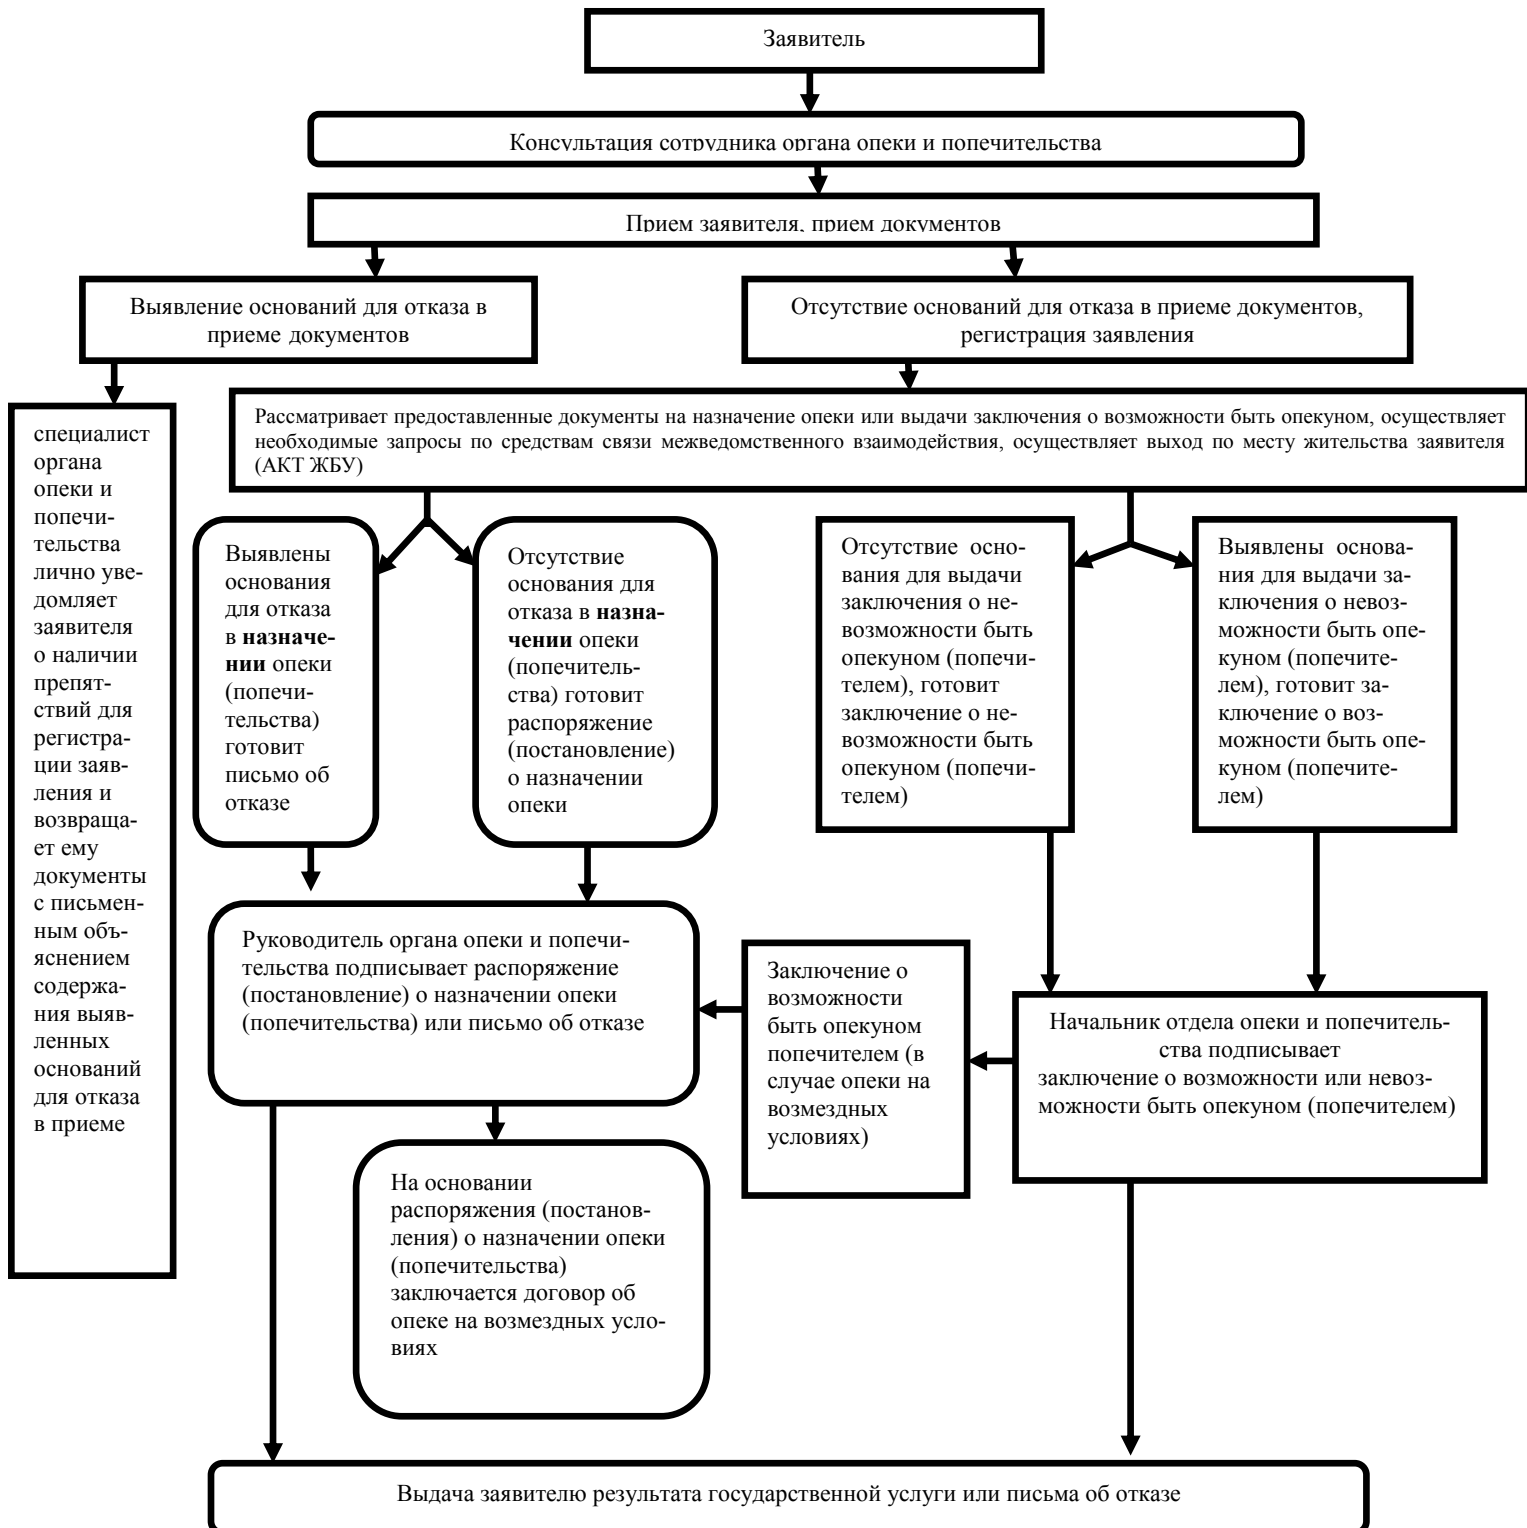 Заявитель
Консультация сотрудника органа опеки и попечительства
Прием заявителя, прием документов
Выявление оснований для отказа в
приеме документов
Отсутствие оснований для отказа в приеме документов,
регистрация заявления
специалист
органа
опеки и
попечи-
тельства
лично уве-
домляет
заявителя
о наличии
препят-
ствий для
регистра-
ции заяв-
ления и
возвраща-
ет ему
документы
с письмен-
ным объ-
яснением
содержа-
ния выяв-
ленных
оснований
для отказа
в приеме
Рассматривает предоставленные документы на назначение опеки или выдачи заключения о возможности быть опекуном, осуществляет
необходимые запросы по средствам связи межведомственного взаимодействия, осуществляет выход по месту жительства заявителя
(АКТ ЖБУ)
Выявлены
основания
для отказа
в назначе-
нии опеки
(попечи-
тельства)
готовит
письмо об
отказе
Отсутствие
основания для
отказа в назна-
чении опеки
(попечитель-
ства) готовит
распоряжение
(постановление)
о назначении
опеки
Отсутствие осно-
вания для выдачи
заключения о не-
возможности быть
опекуном (попечи-
телем), готовит
заключение о не-
возможности быть
опекуном (попечи-
телем)
Выявлены основа-
ния для выдачи за-
ключения о невоз-
можности быть опе-
куном (попечите-
лем), готовит за-
ключение о воз-
можности быть опе-
куном (попечите-
лем)
Руководитель органа опеки и попечи-
тельства подписывает распоряжение
(постановление) о назначении опеки
(попечительства) или письмо об отказе
Заключение о
возможности
быть опекуном
попечителем (в
случае опеки на
возмездных
условиях)
Начальник отдела опеки и попечитель-
ства подписывает
заключение о возможности или невоз-
можности быть опекуном (попечителем)
На основании
распоряжения (постанов-
ления) о назначении опеки
(попечительства)
заключается договор об
опеке на возмездных усло-
виях
Выдача заявителю результата государственной услуги или письма об отказе